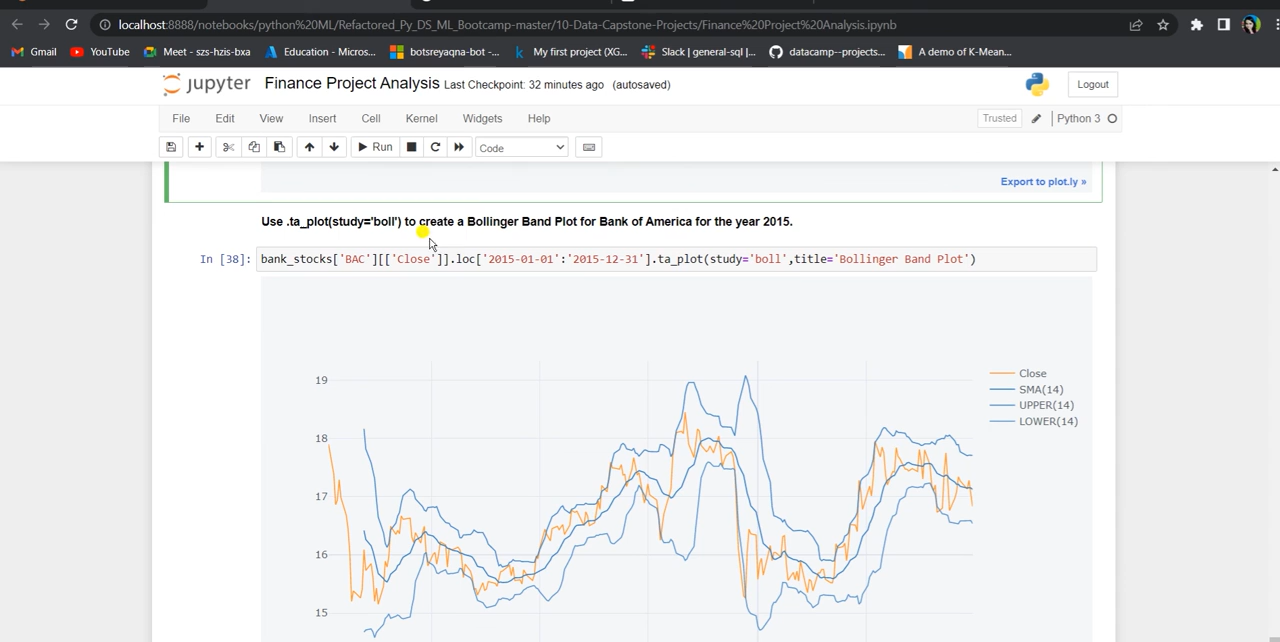 localhost:8888/notebooks/python%20ML/Refactored_Py_DS_ML_Bootcamp-master/10-Data-Capstone-Projects/Finance%20Project%20Analysis.ipynb
Gmail YouTube Meet - szs-hzis-bxa Education - Micros... botsreyaqna-bot -... My first project (XG... Slack | general-sql |... datacamp--projects... A demo of K-Mean...
jupyter Finance Project Analysis Last Checkpoint: 32 minutes ago (autosaved) Logout
File Edit View Insert Cell Kernel Widgets Help Trusted Python 3
Run Code
Export to plot.ly »
Use .ta_plot(study='boll') to create a Bollinger Band Plot for Bank of America for the year 2015.
In [38]: bank_stocks['BAC'][['Close']].loc['2015-01-01':'2015-12-31'].ta_plot(study='boll',title='Bollinger Band Plot')
19
18
17
16
15
Close
SMA(14)
UPPER(14)
LOWER(14)